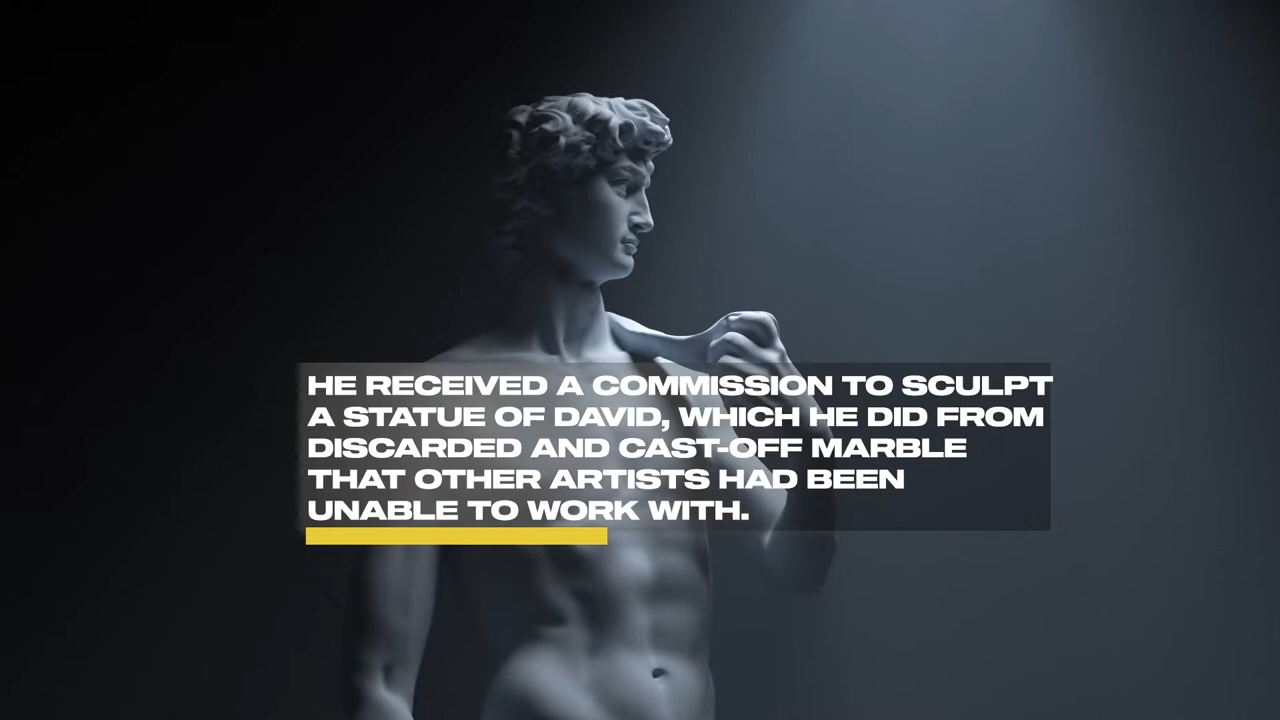 HE RECEIVED A COMMISSION TO SCULPT
A STATUE OF DAVID, WHICH HE DID FROM
DISCARDED AND CAST-OFF MARBLE
THAT OTHER ARTISTS HAD BEEN
UNABLE TO WORK WITH.